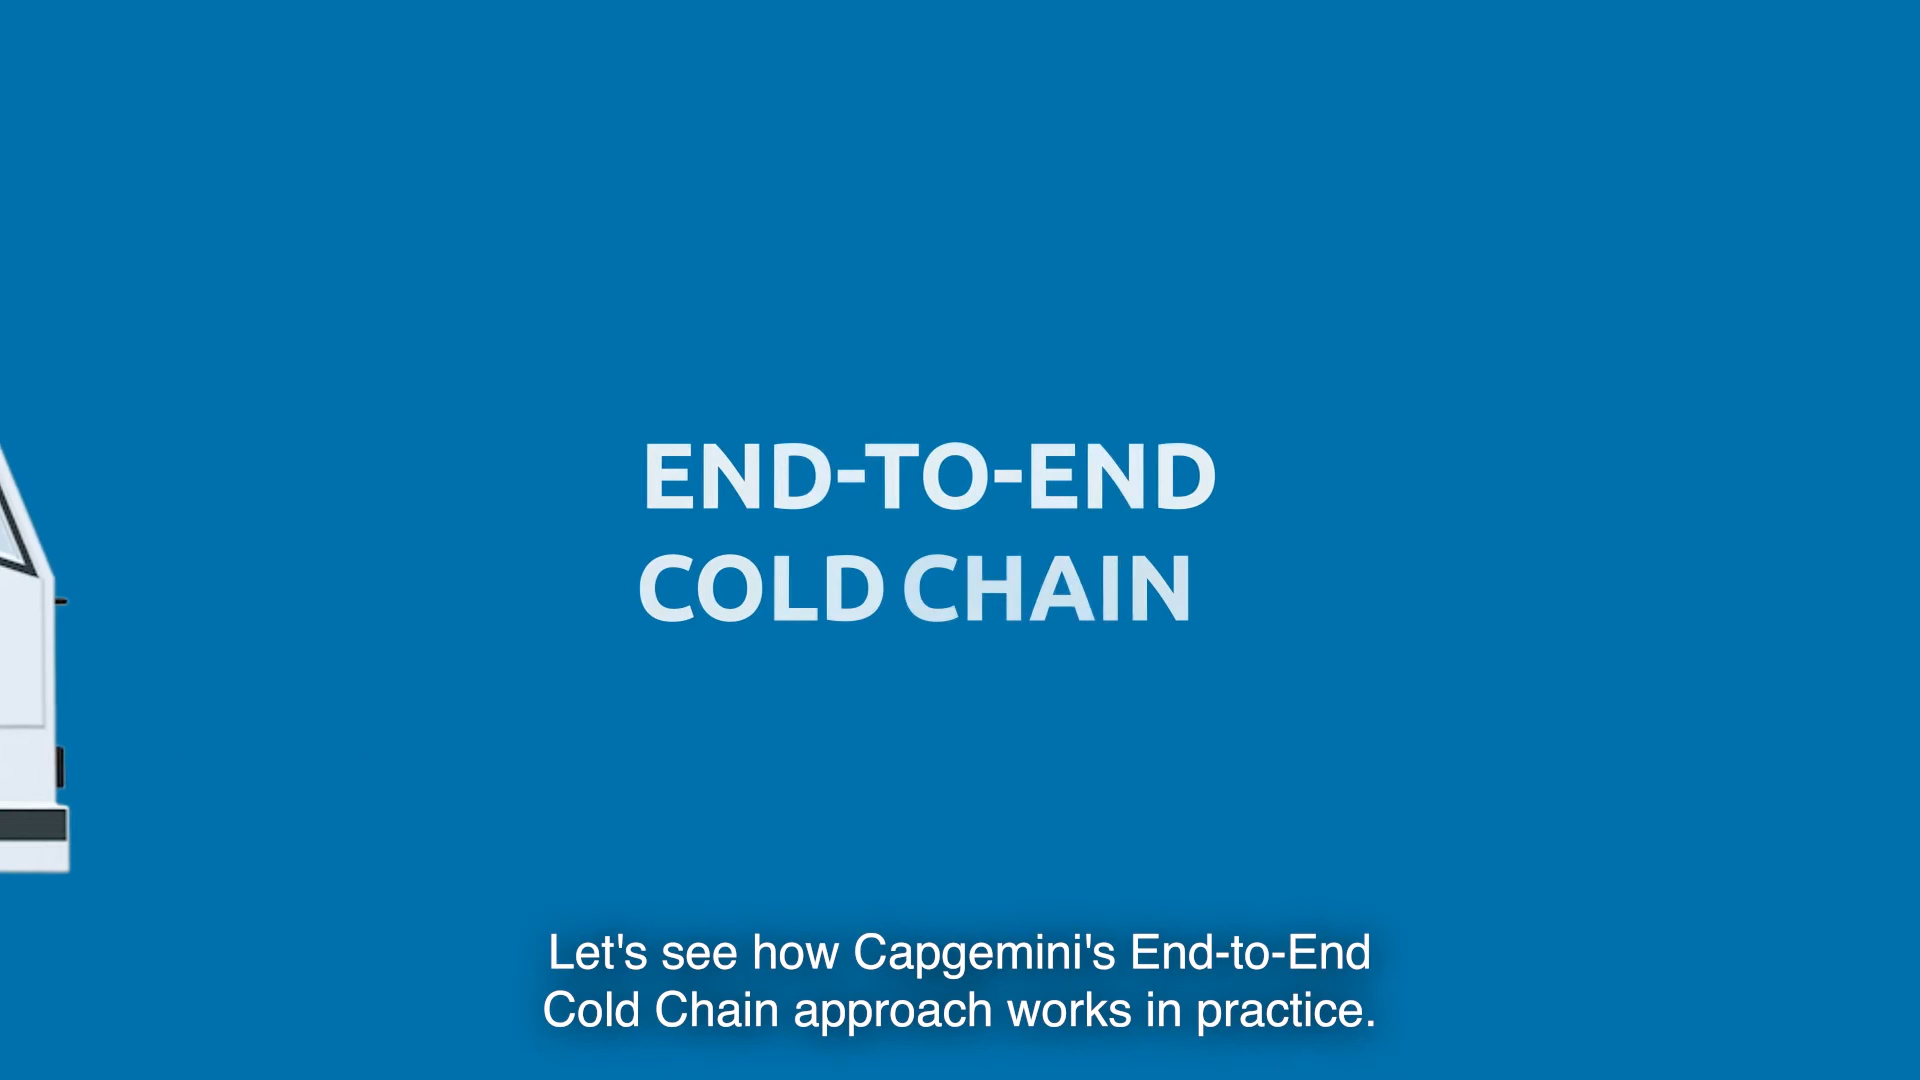 END-TO-END
COLD CHAIN
Let's see how Capgemini's End-to-End
Cold Chain approach works in practice.